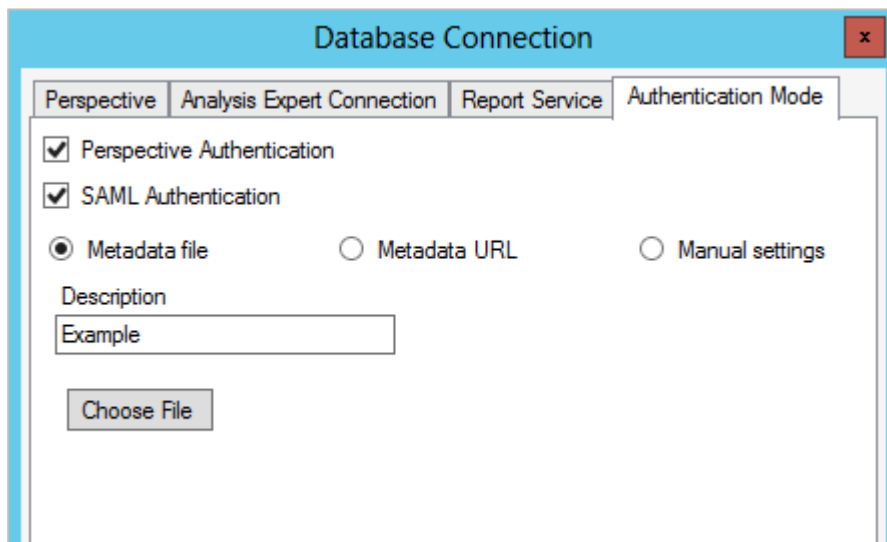 Database Connection
x
Perspective Analysis Expert Connection Report Service Authentication Mode
Perspective Authentication
SAML Authentication
Metadata file Metadata URL Manual settings
Description
Example
Choose File